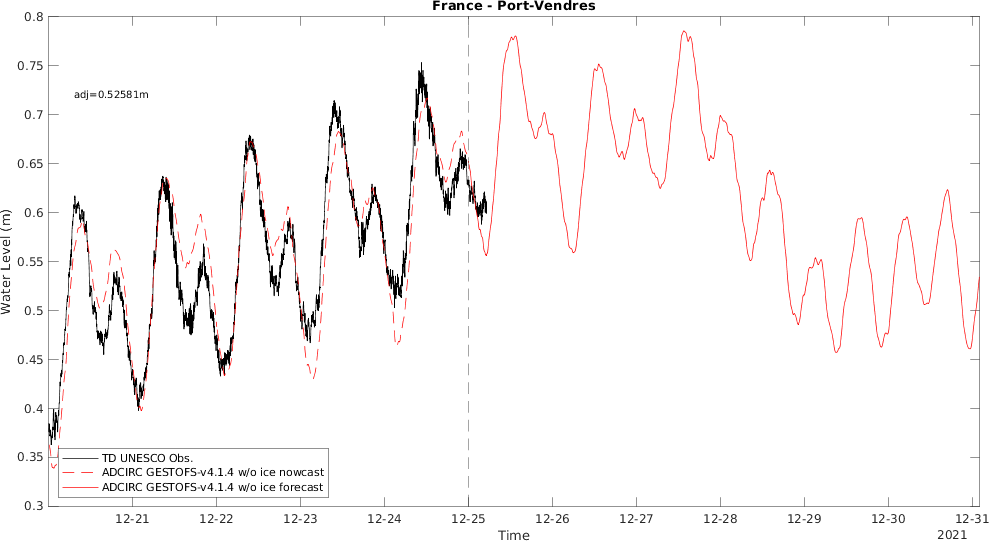 France - Port-Vendres
0.8
0.75
0.7
0.65
0.6
0.55
0.5
0.45
0.4
0.35
0.3
Water Level (m)
adj=0.52581m
TD UNESCO Obs.
ADCIRC GESTOFS-v4.1.4 w/o ice nowcast
ADCIRC GESTOFS-v4.1.4 w/o ice forecast
12-21 12-22 12-23 12-24 12-25 12-26 12-27 12-28 12-29 12-30 12-31
Time
2021